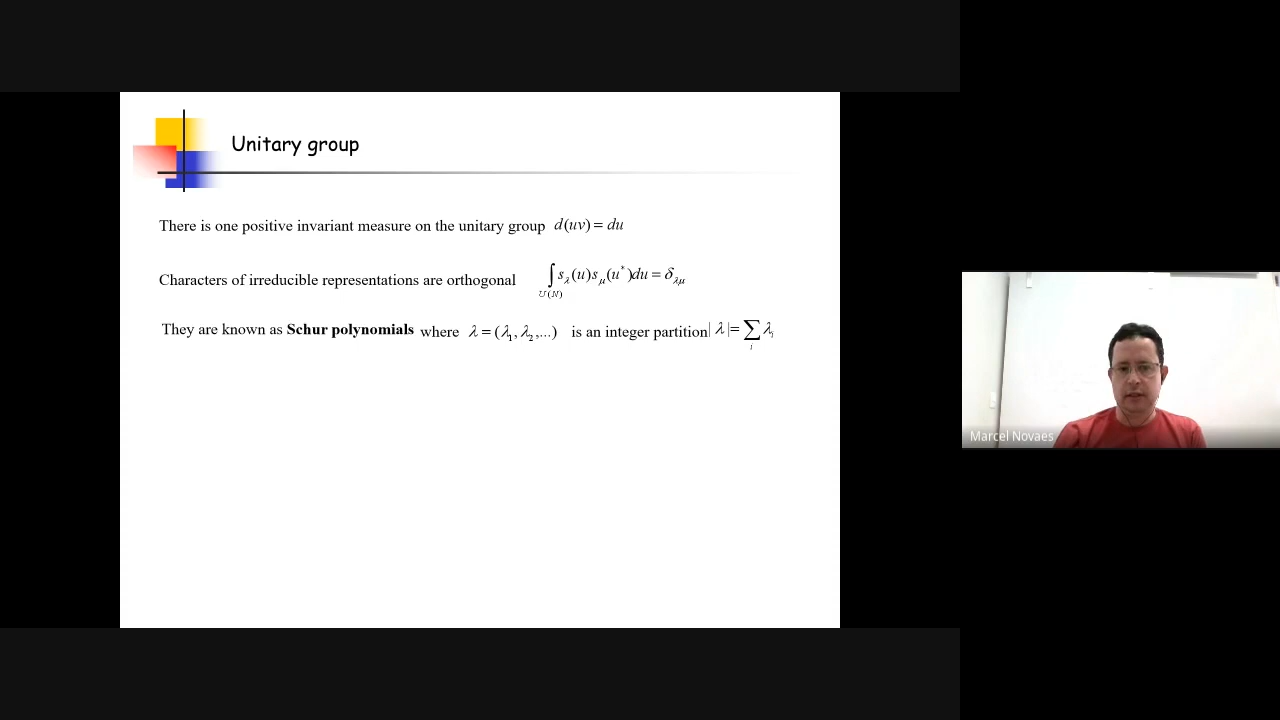 Unitary group
There is one positive invariant measure on the unitary group d(uv) = du
Characters of irreducible representations are orthogonal ∫_{U(N)} s_λ(u)s_μ(u*)du = δ_{λμ}
They are known as Schur polynomials where λ = (λ₁, λ₂,...) is an integer partition |λ| = ∑_i λ_i
Marcel Novaes